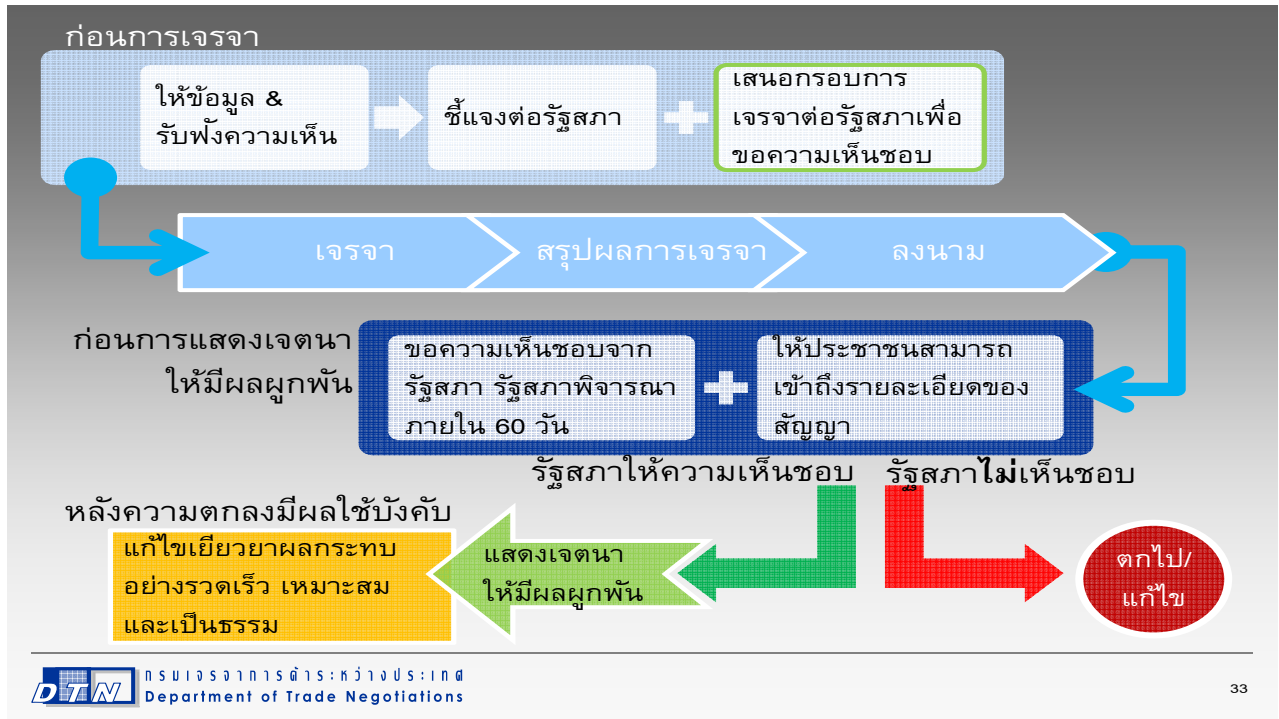 ก่อนการเจรจา
ให้ข้อมูล &
รับฟังความเห็น
ชี้แจงต่อรัฐสภา
เสนอกรอบการ
เจรจาต่อรัฐสภาเพื่อ
ขอความเห็นชอบ
เจรจา
สรุปผลการเจรจา
ลงนาม
ก่อนการแสดงเจตนา
ให้มีผลผูกพัน
ขอความเห็นชอบจาก
รัฐสภา รัฐสภาพิจารณา
ภายใน 60 วัน
ให้ประชาชนสามารถ
เข้าถึงรายละเอียดของ
สัญญา
รัฐสภาให้ความเห็นชอบ
รัฐสภาไม่เห็นชอบ
หลังความตกลงมีผลใช้บังคับ
แก้ไขเยียวยาผลกระทบ
อย่างรวดเร็ว เหมาะสม
และเป็นธรรม
แสดงเจตนา
ให้มีผลผูกพัน
ตกไป/
แก้ไข
DTN
กรมเจรจาการค้าระหว่างประเทศ
Department of Trade Negotiations
33